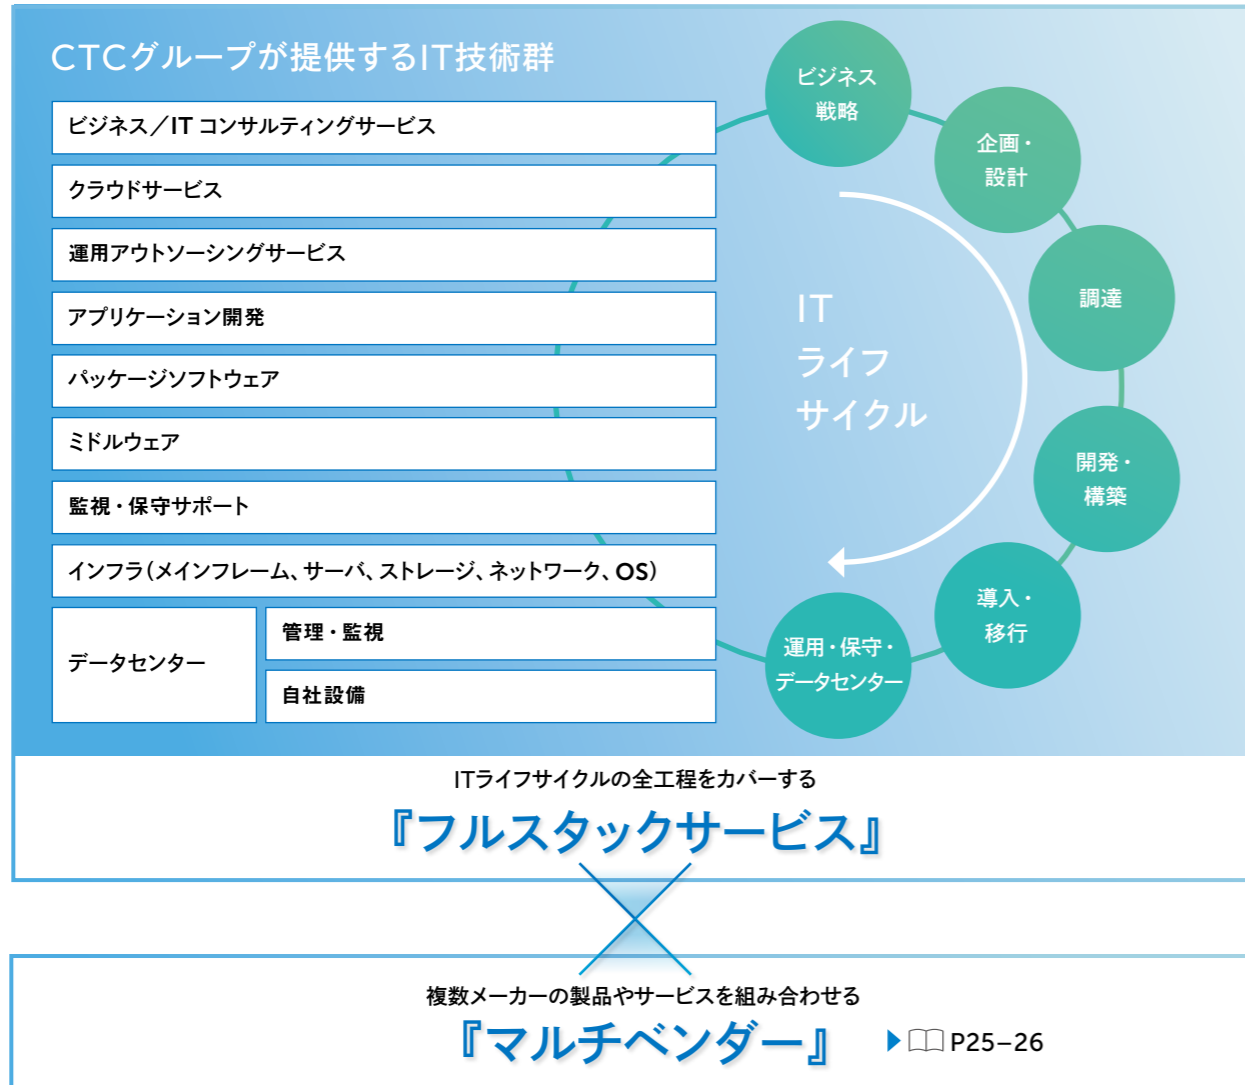 CTCグループが提供するIT技術群
ビジネス／IT コンサルティングサービス
クラウドサービス
運用アウトソーシングサービス
アプリケーション開発
パッケージソフトウェア
ミドルウェア
監視・保守サポート
インフラ（メインフレーム、サーバ、ストレージ、ネットワーク、OS）
データセンター
管理・監視
自社設備
ビジネス
戦略
企画・
設計
調達
開発・
構築
導入・
移行
運用・保守・
データセンター
IT
ライフ
サイクル
ITライフサイクルの全工程をカバーする
『フルスタックサービス』
複数メーカーの製品やサービスを組み合わせる
『マルチベンダー』
P25–26